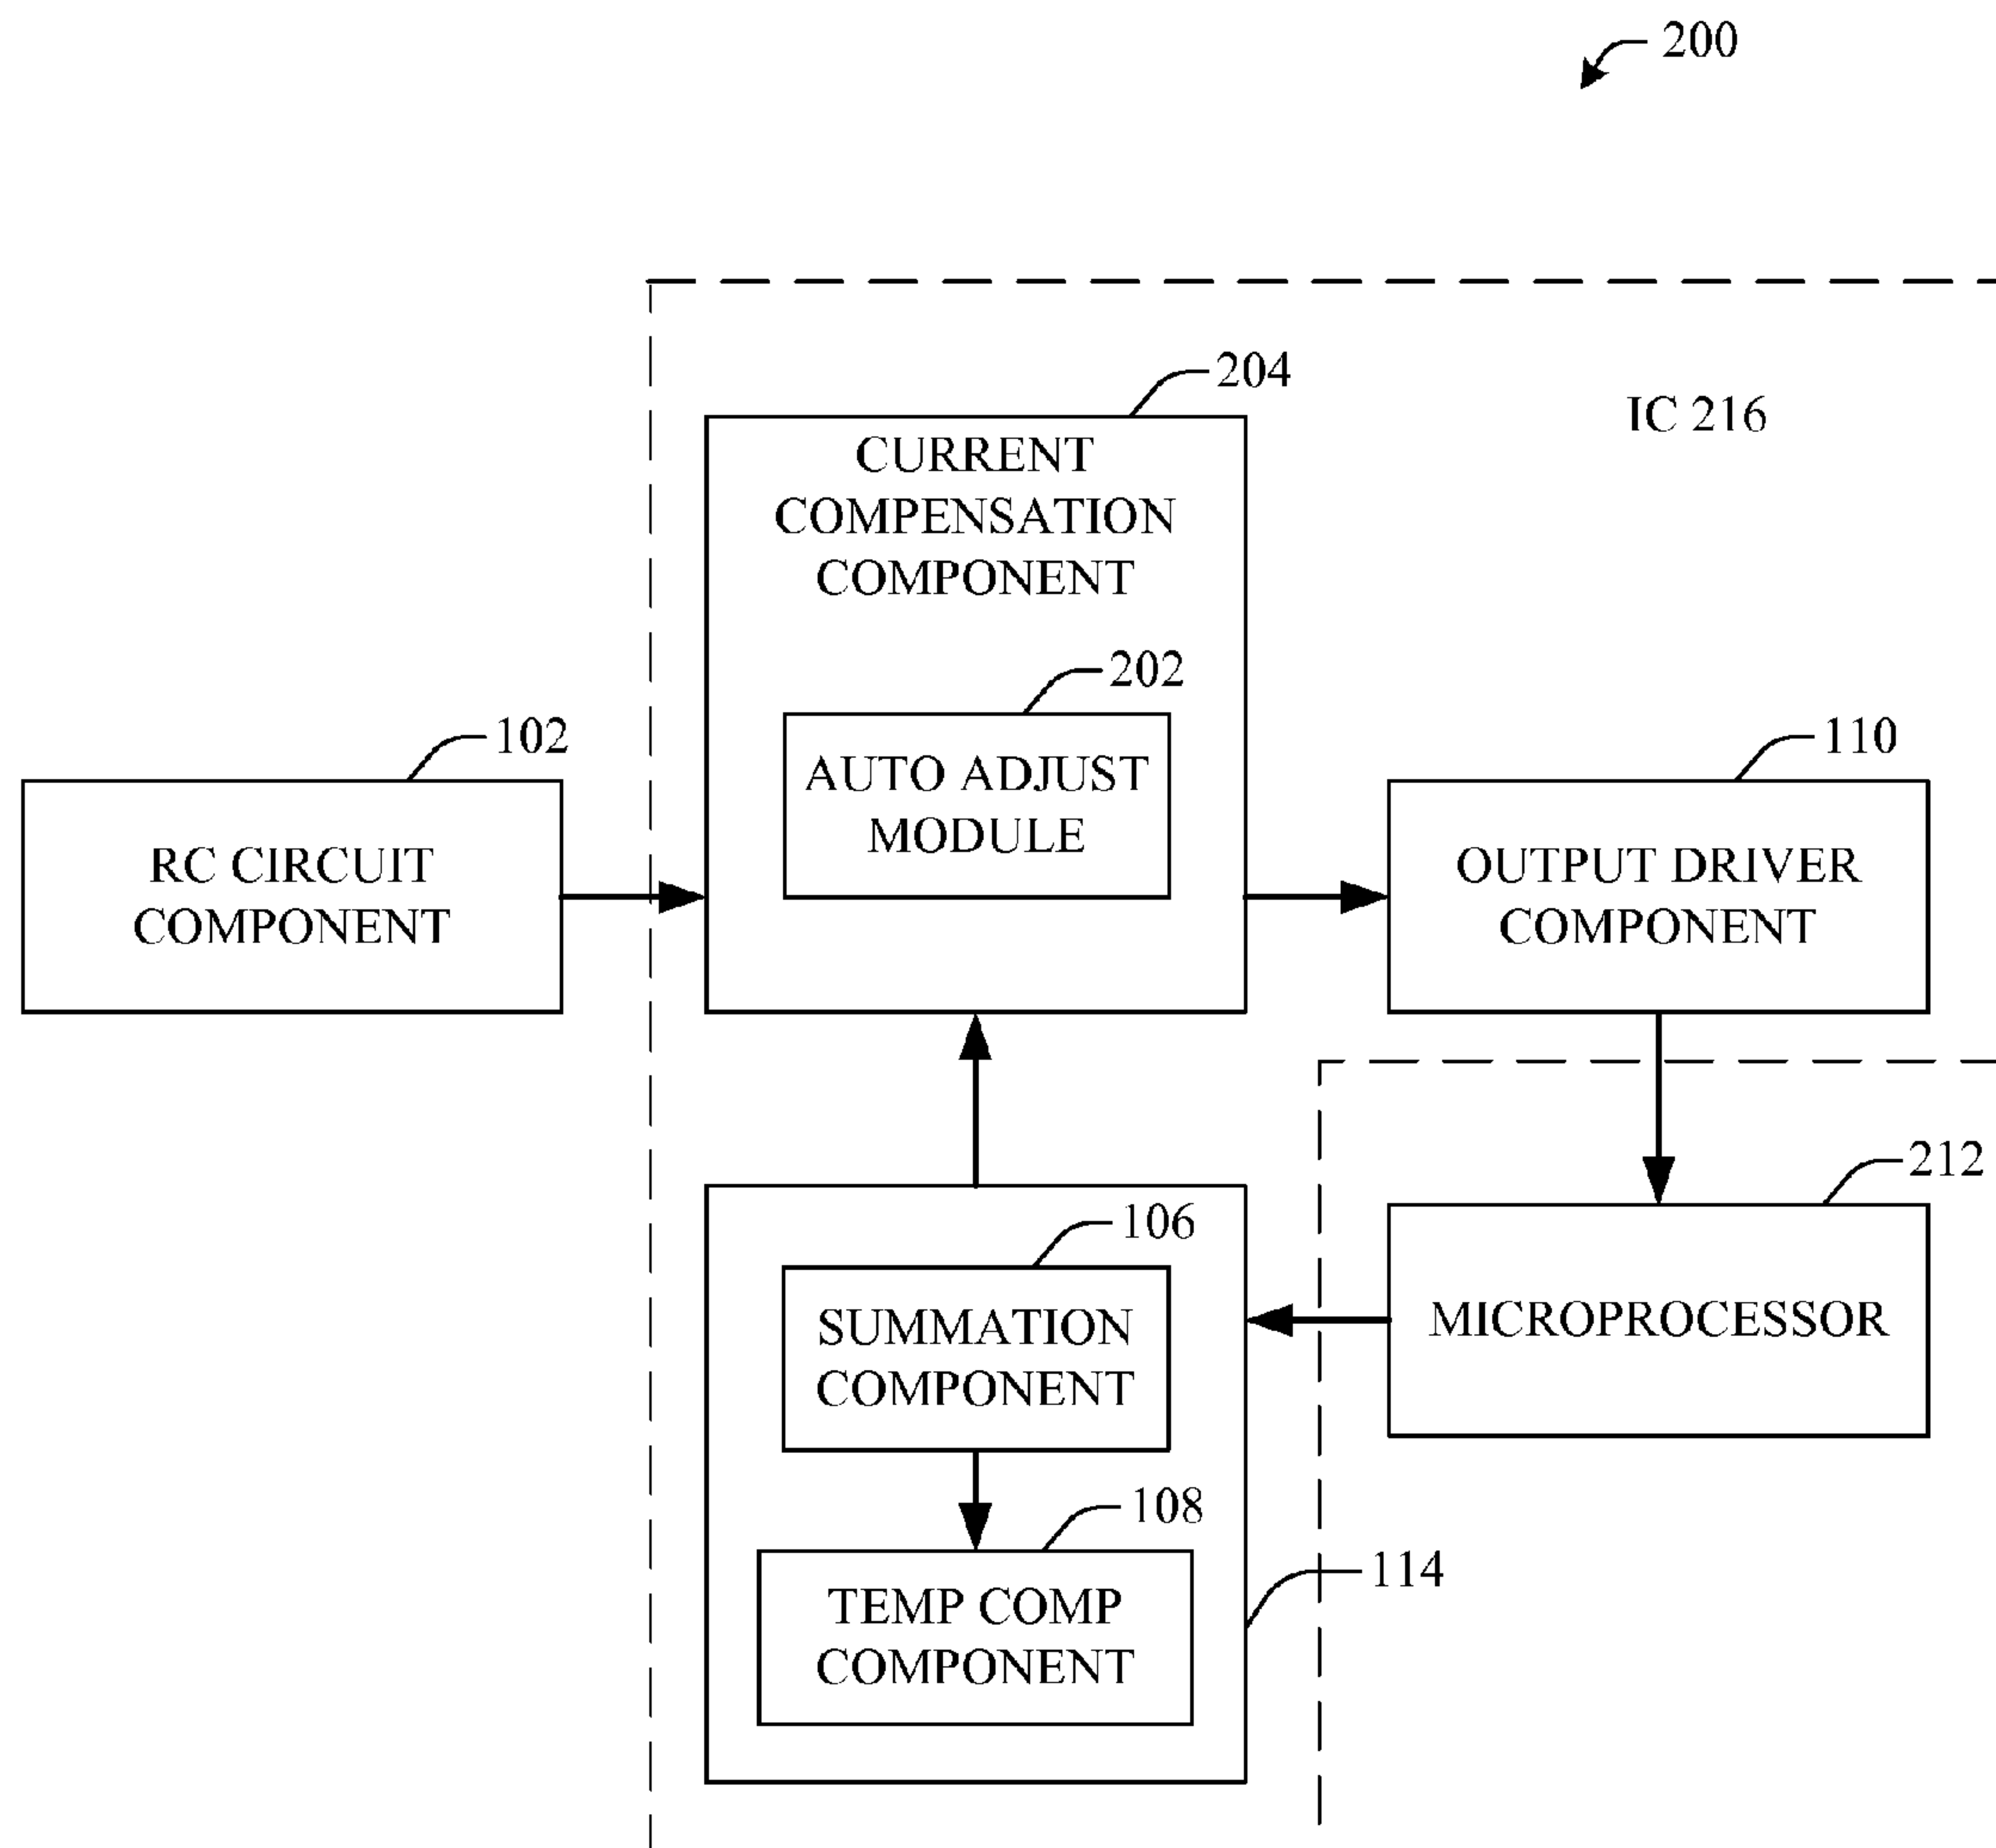 200
204
IC 216
CURRENT
COMPENSATION
COMPONENT
202
AUTO ADJUST
MODULE
102
RC CIRCUIT
COMPONENT
110
OUTPUT DRIVER
COMPONENT
212
MICROPROCESSOR
106
SUMMATION
COMPONENT
108
TEMP COMP
COMPONENT
114